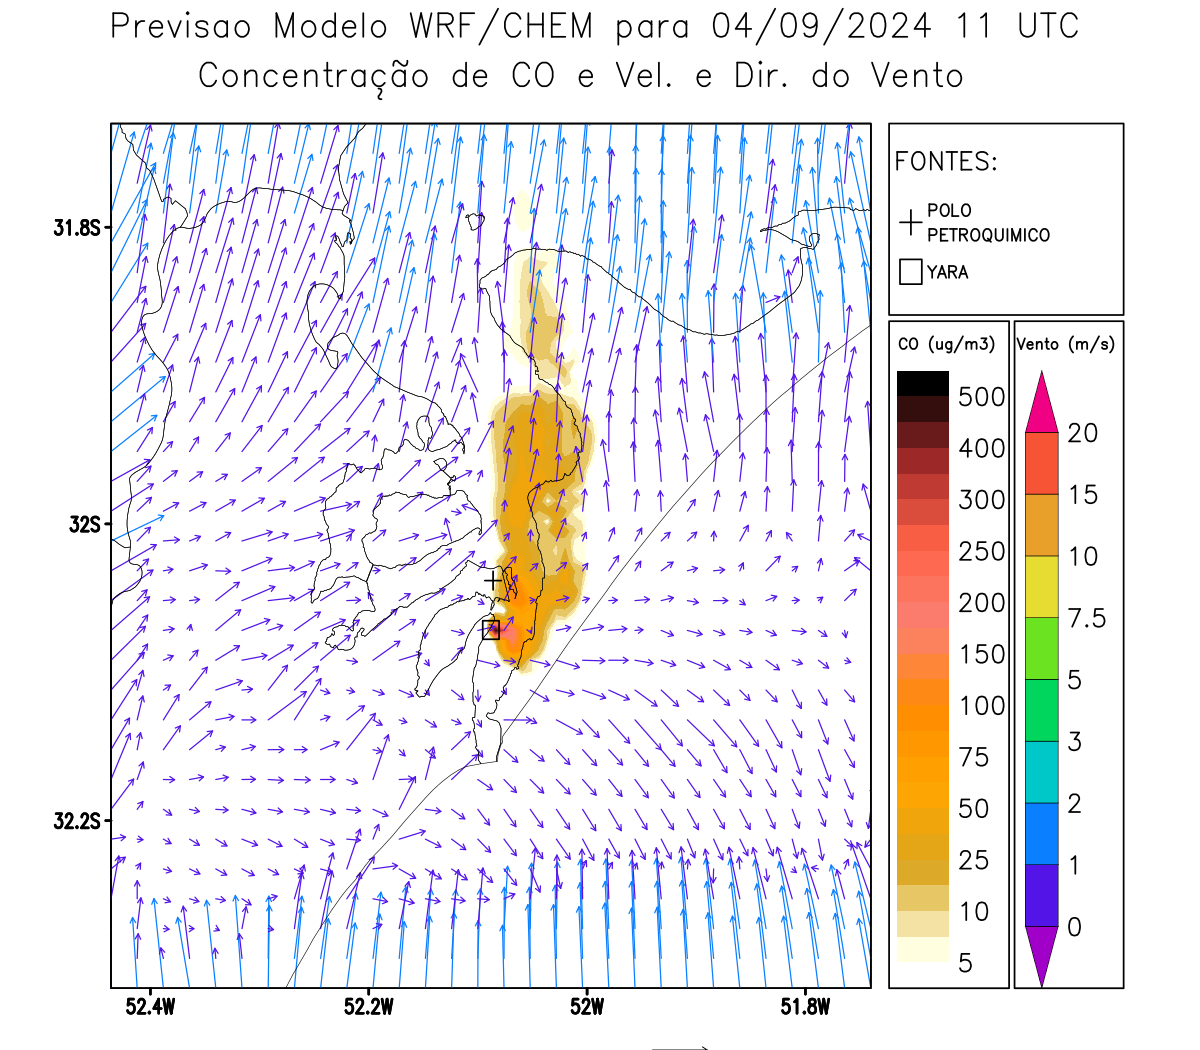 Previsao Modelo WRF/CHEM para 04/09/2024 11 UTC
Concentração de CO e Vel. e Dir. do Vento
FONTES:
POLO
PETROQUIMICO
YARA
CO (ug/m3)
500
400
300
250
200
150
100
75
50
25
10
5
Vento (m/s)
20
15
10
7.5
5
3
2
1
0
31.8S
32S
32.2S
52.4W
52.2W
52W
51.8W